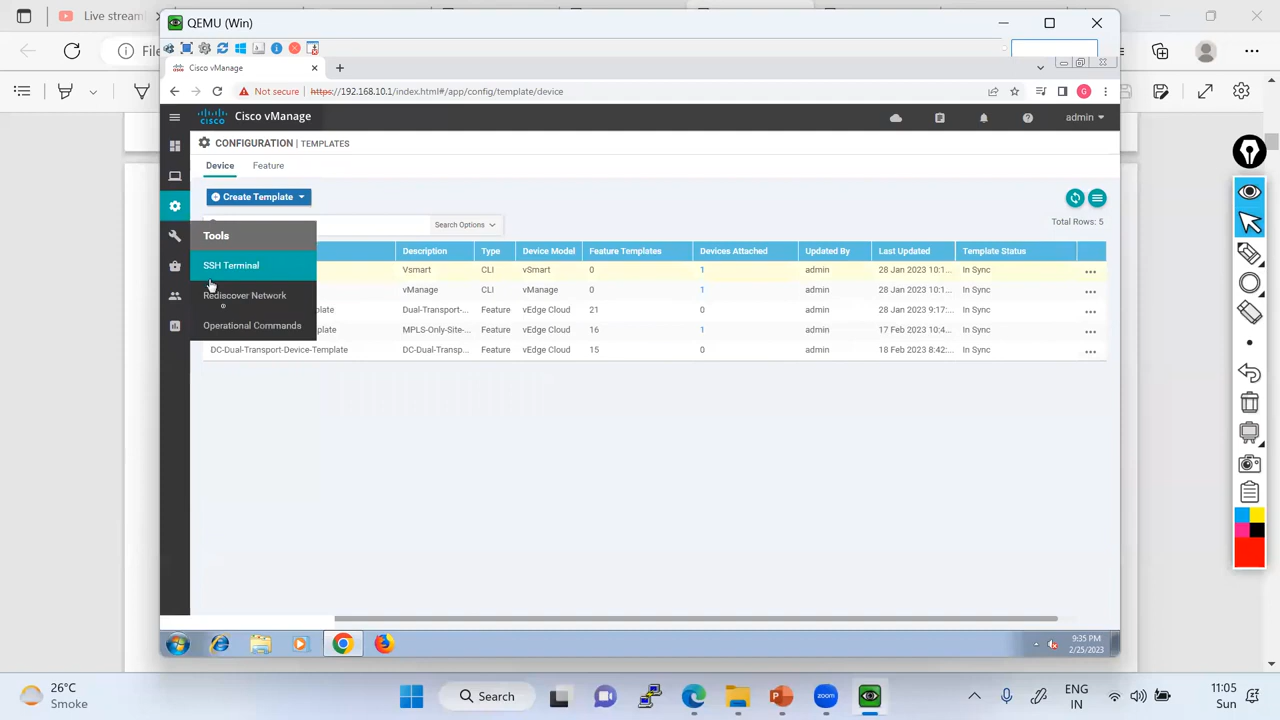 Live stream
QEMU (Win)
File
Cisco vManage
Not secure https://192.168.10.1/index.html#/app/config/template/device
G
CISCO Cisco vManage
admin
CONFIGURATION | TEMPLATES
Device Feature
Create Template
Search Options
Total Rows: 5
Tools
SSH Terminal
Rediscover Network
Operational Commands
Description Type Device Model Feature Templates Devices Attached Updated By Last Updated Template Status
Vsmart CLI vSmart 0 1 admin 28 Jan 2023 10:1... In Sync ...
vManage CLI vManage 0 1 admin 28 Jan 2023 10:1... In Sync ...
plate Dual-Transport-... Feature vEdge Cloud 21 0 admin 28 Jan 2023 9:17... In Sync ...
mplate MPLS-Only-Site-... Feature vEdge Cloud 16 1 admin 17 Feb 2023 10:4... In Sync ...
DC-Dual-Transport-Device-Template DC-Dual-Transp... Feature vEdge Cloud 15 0 admin 18 Feb 2023 8:42... In Sync ...
9:35 PM
2/25/2023
26°C
Smoke
Search
zoom
ENG
IN
11:05
Sun